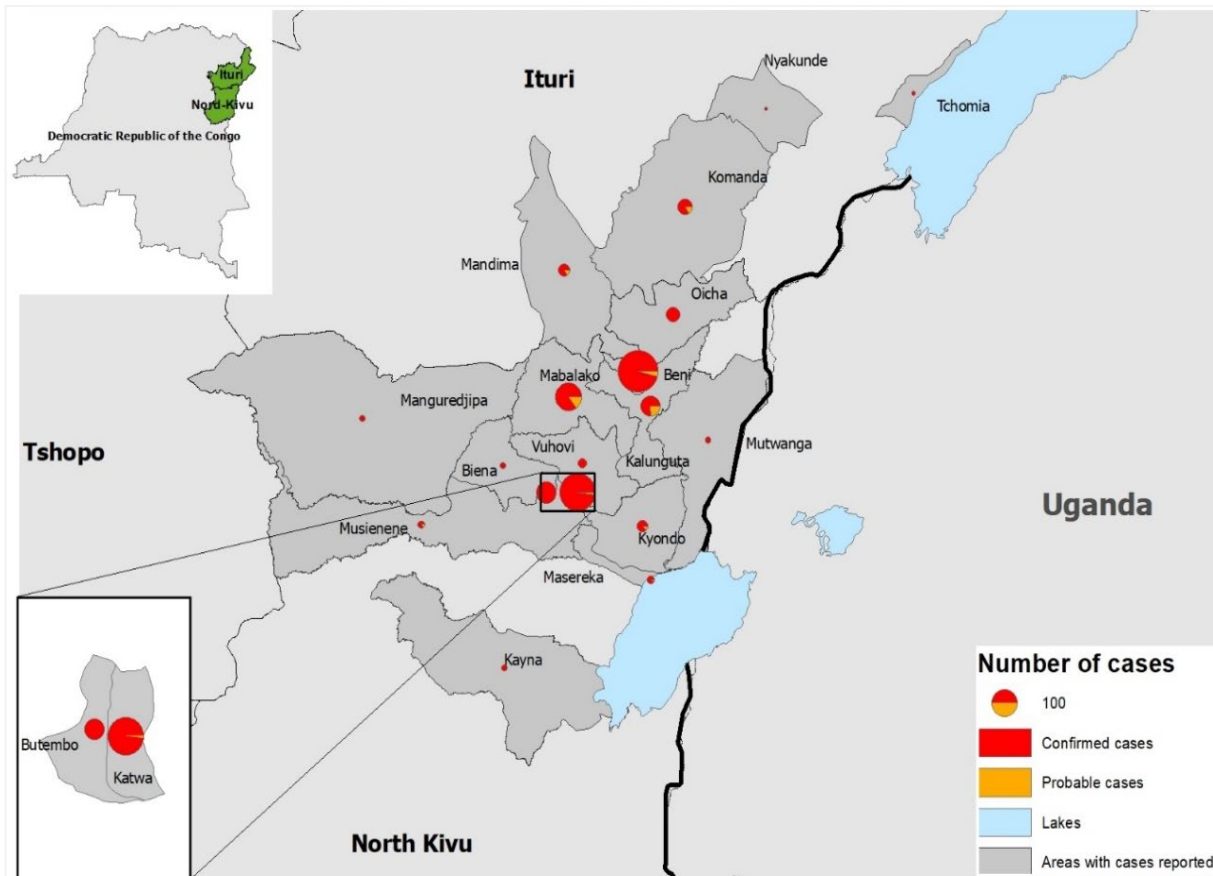 Ituri
Nord-Kivu
Democratic Republic of the Congo
Ituri
Nyakunde
Tchomia
Komanda
Mandima
Oicha
Mabalako
Beni
Manguredjipa
Tshopo
Vuhovi
Kalunguta
Mutwanga
Biena
Uganda
Musienene
Kyondo
Masereka
Kayna
Butembo
Katwa
North Kivu
Number of cases
100
Confirmed cases
Probable cases
Lakes
Areas with cases reported